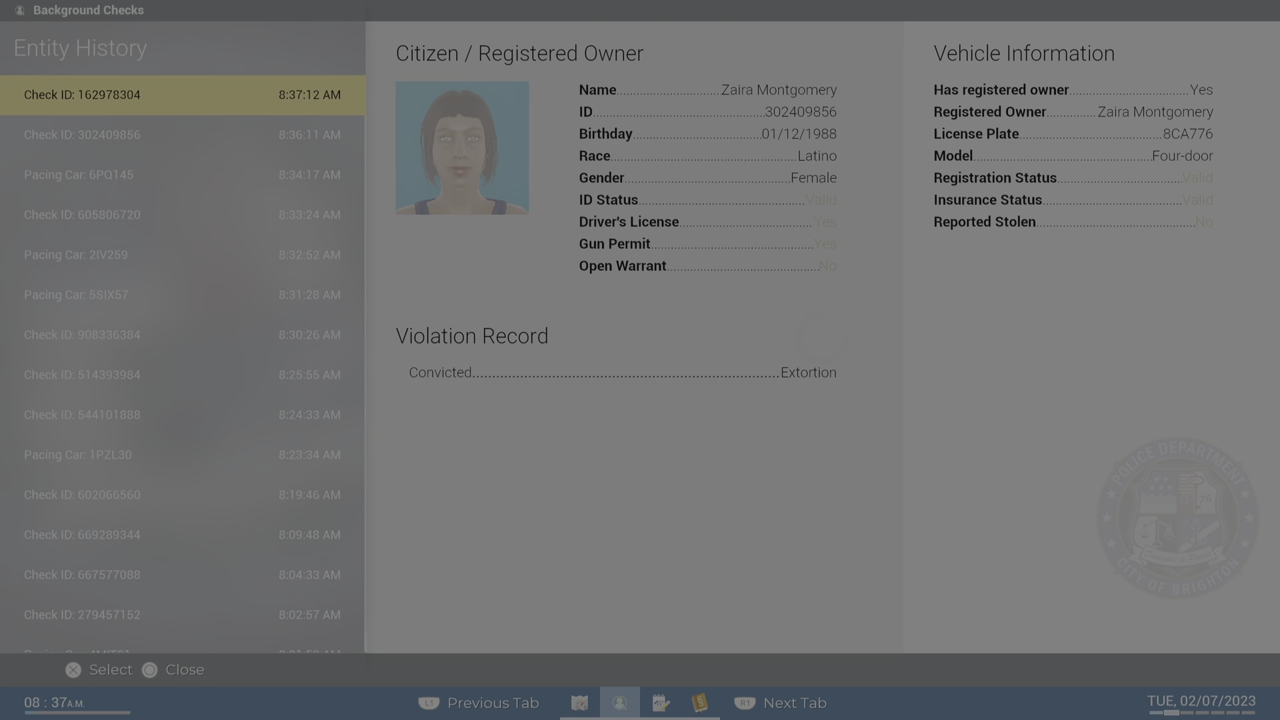 Background Checks
Entity History
Check ID: 162978304 8:37:12 AM
Check ID: 302409856 8:36:11 AM
Pacing Car: 6PQ145 8:34:17 AM
Check ID: 605806720 8:33:24 AM
Pacing Car: 2IV259 8:32:52 AM
Pacing Car: 5SIX57 8:31:28 AM
Check ID: 908336384 8:30:26 AM
Check ID: 514393984 8:25:55 AM
Check ID: 544101888 8:24:33 AM
Pacing Car: 1PZL30 8:23:34 AM
Check ID: 602066560 8:19:46 AM
Check ID: 669289344 8:09:48 AM
Check ID: 667577088 8:04:33 AM
Check ID: 279457152 8:02:57 AM
Citizen / Registered Owner
Name Zaira Montgomery
ID 302409856
Birthday 01/12/1988
Race Latino
Gender Female
ID Status Valid
Driver's License Yes
Gun Permit Yes
Open Warrant No
Violation Record
Convicted Extortion
Vehicle Information
Has registered owner Yes
Registered Owner Zaira Montgomery
License Plate 8CA776
Model Four-door
Registration Status Valid
Insurance Status Valid
Reported Stolen No
POLICE DEPARTMENT
CITY OF BRIGHTON
Select Close
08 : 37 A.M.
L1 Previous Tab
R1 Next Tab
TUE, 02/07/2023